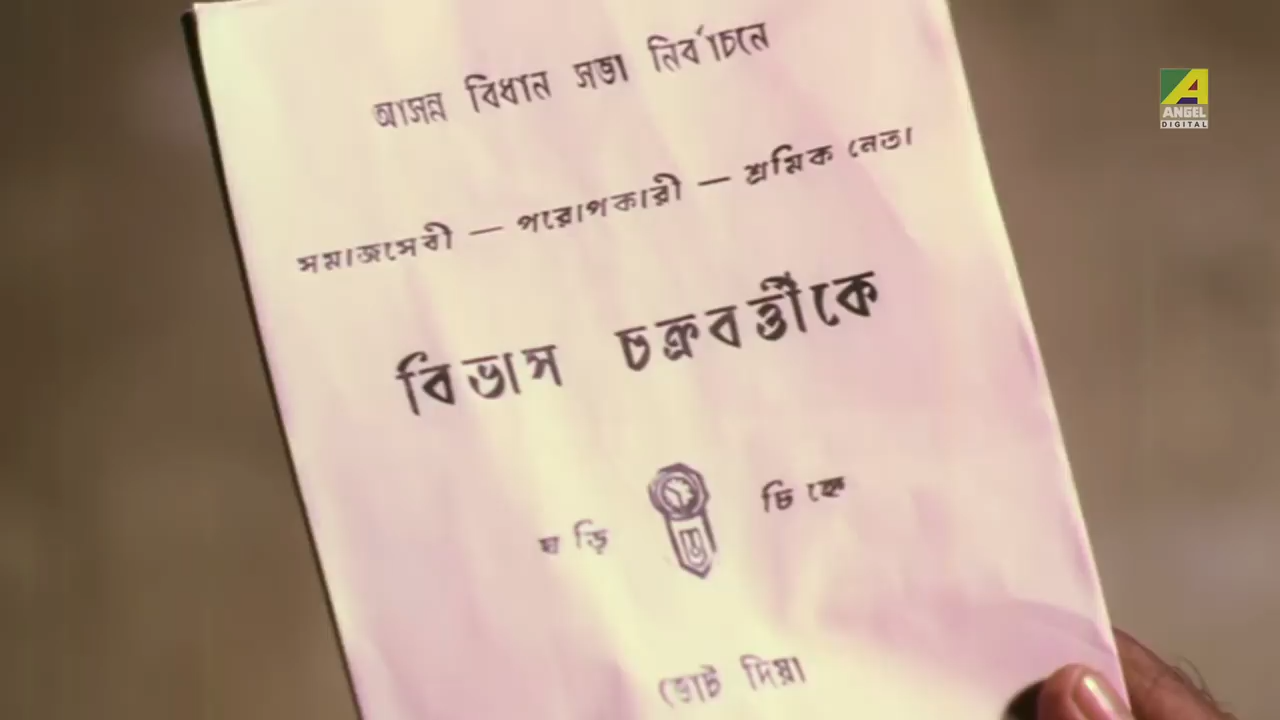 আসন্ন বিধান সভা নির্বাচনে
সমাজসেবী — পরোপকারী — শ্রমিক নেতা
বিভাস চক্রবর্ত্তীকে
ঘড়ি চিহ্নে
ভোট দিয়া
ANGEL
DIGITAL